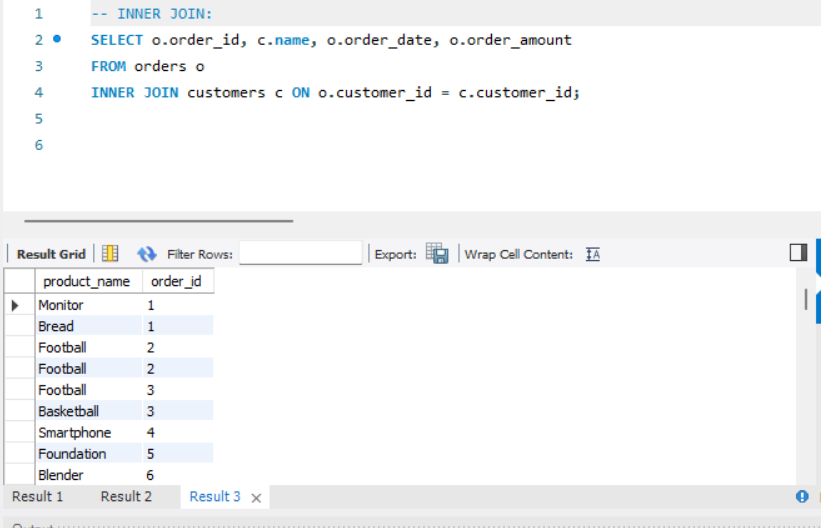 1 -- INNER JOIN:
2 SELECT o.order_id, c.name, o.order_date, o.order_amount
3 FROM orders o
4 INNER JOIN customers c ON o.customer_id = c.customer_id;
5
6
Result Grid Filter Rows: Export: Wrap Cell Content: IA
product_name order_id
Monitor 1
Bread 1
Football 2
Football 2
Football 3
Basketball 3
Smartphone 4
Foundation 5
Blender 6
Result 1 Result 2 Result 3 ×
Output